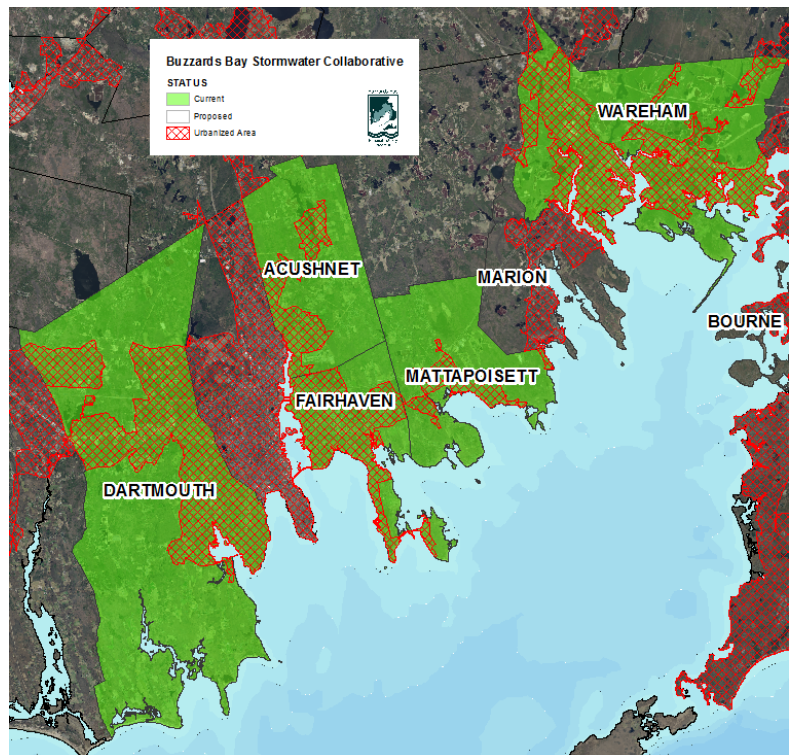 Buzzards Bay Stormwater Collaborative
STATUS
Current
Proposed
Urbanized Area
WAREHAM
ACUSHNET
MARION
BOURNE
MATTAPOISETT
FAIRHAVEN
DARTMOUTH